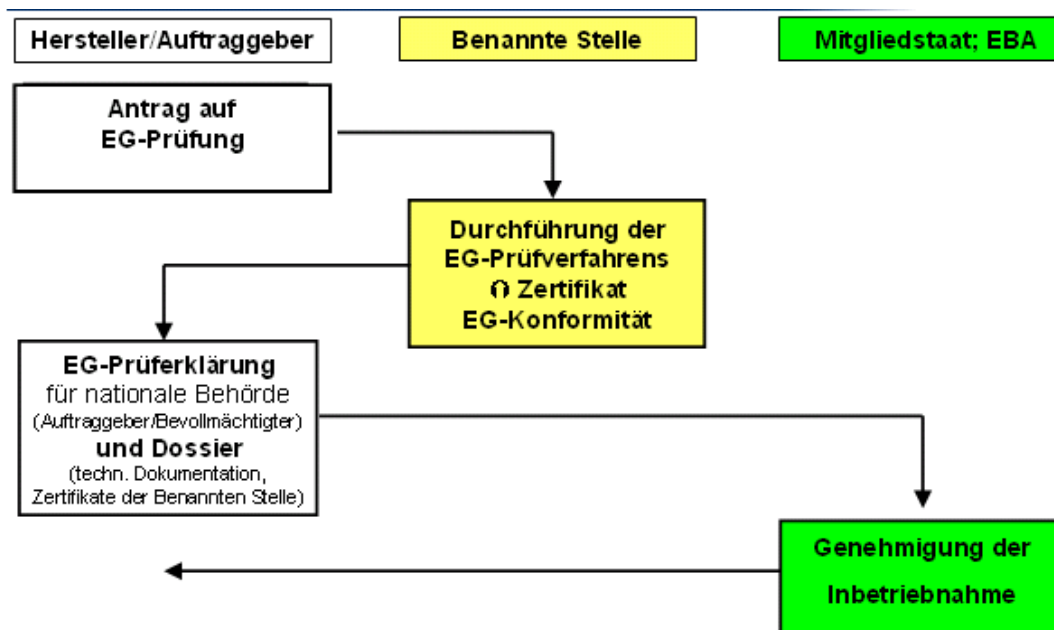 Hersteller/Auftraggeber
Benannte Stelle
Mitgliedstaat; EBA
Antrag auf
EG-Prüfung
Durchführung der
EG-Prüfverfahrens
∩ Zertifikat
EG-Konformität
EG-Prüferklärung
für nationale Behörde
(Auftraggeber/Bevollmächtigter)
und Dossier
(techn. Dokumentation,
Zertifikate der Benannten Stelle)
Genehmigung der
Inbetriebnahme